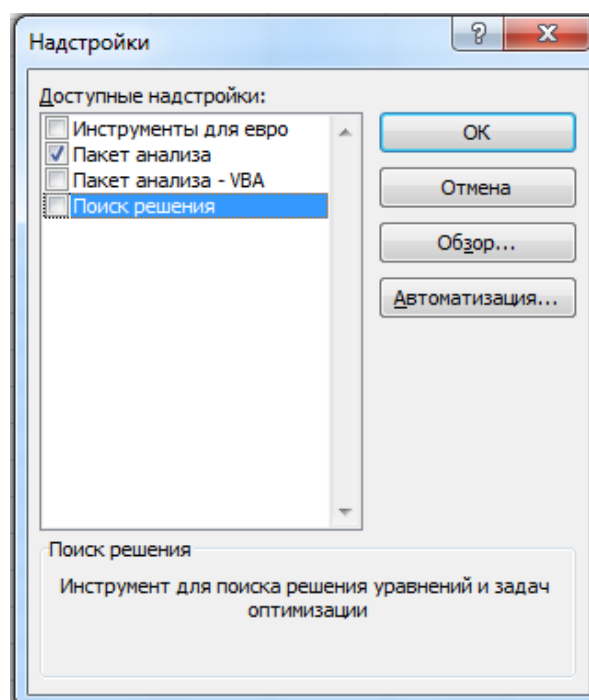 Надстройки
Доступные надстройки:
Инструменты для евро
Пакет анализа
Пакет анализа - VBA
Поиск решения
ОК
Отмена
Обзор...
Автоматизация...
Поиск решения
Инструмент для поиска решения уравнений и задач
оптимизации